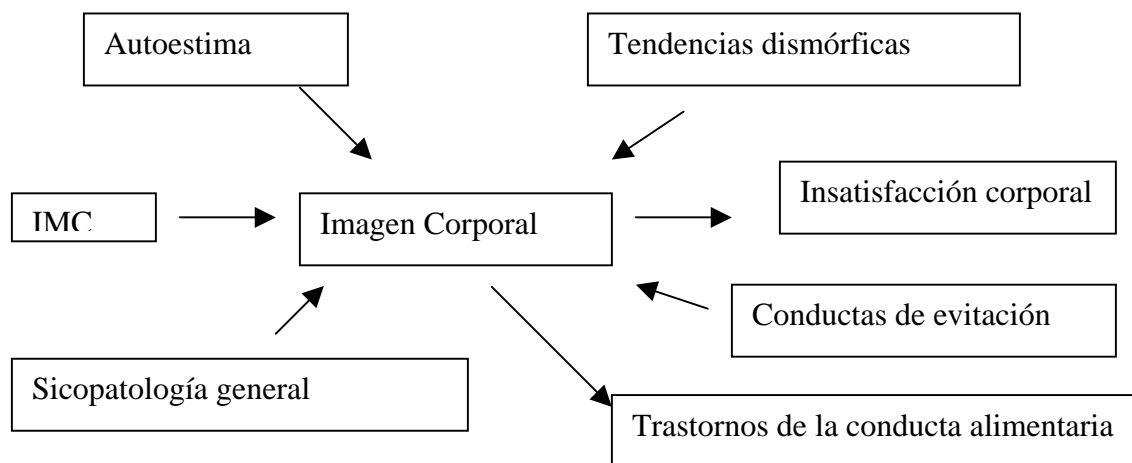 Autoestima
Tendencias dismórficas
Insatisfacción corporal
IMC
Imagen Corporal
Conductas de evitación
Sicopatología general
Trastornos de la conducta alimentaria